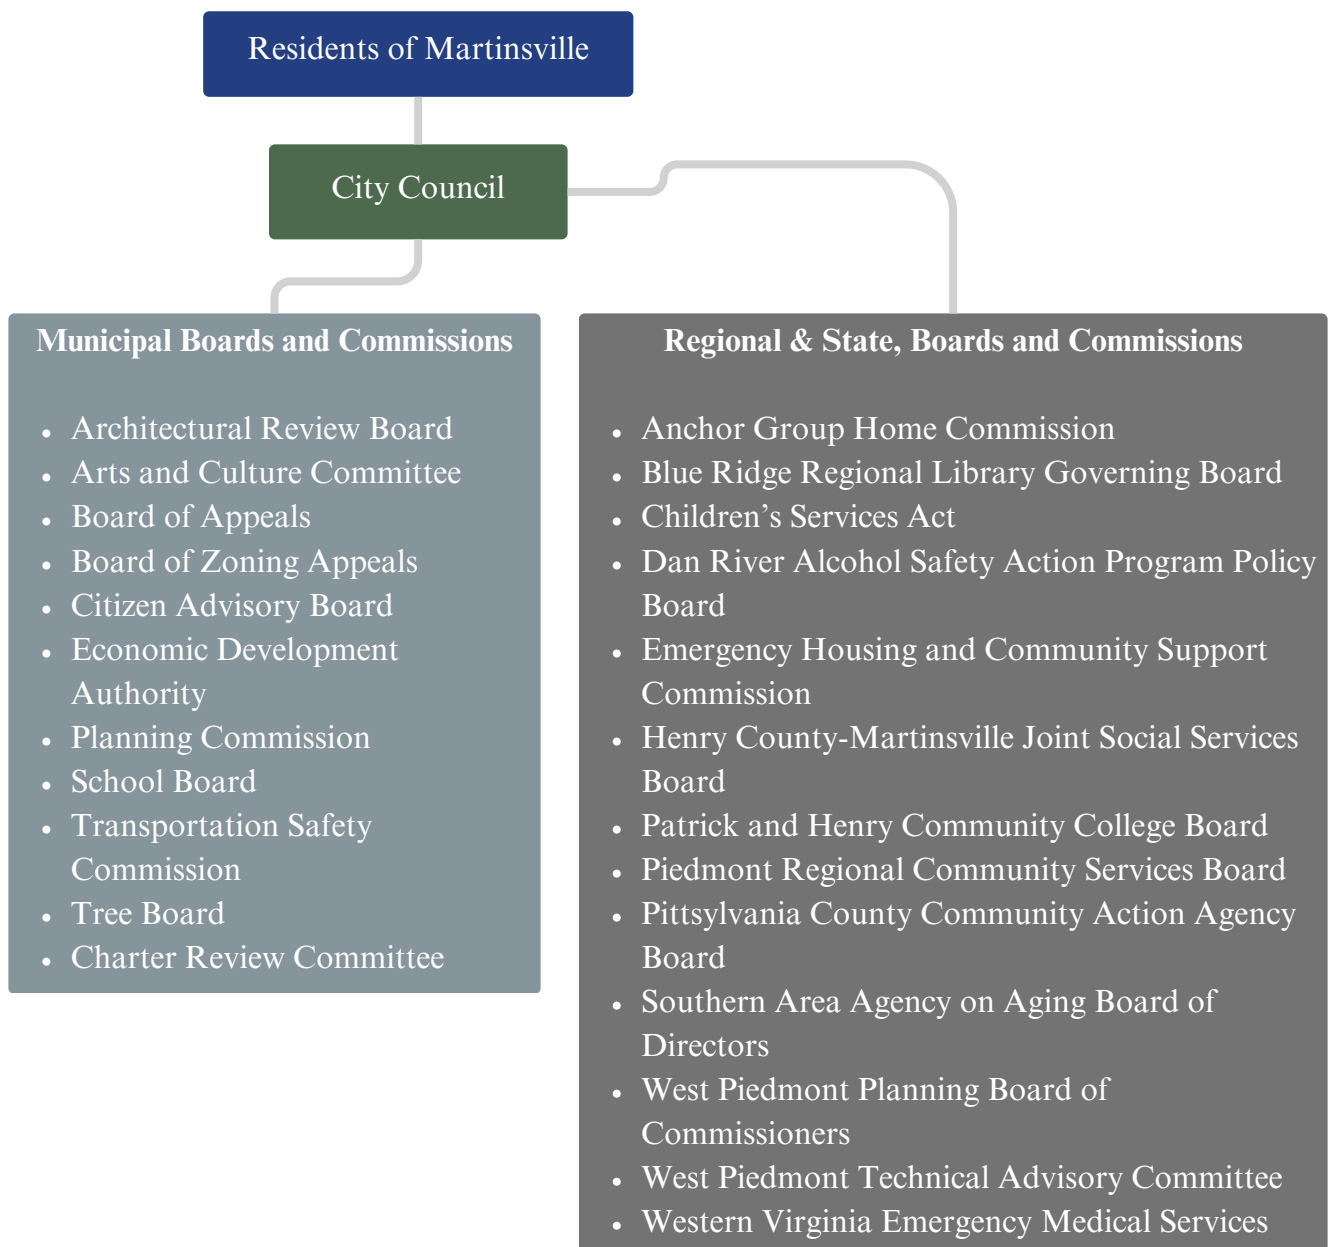 Residents of Martinsville
City Council
Municipal Boards and Commissions
• Architectural Review Board
• Arts and Culture Committee
• Board of Appeals
• Board of Zoning Appeals
• Citizen Advisory Board
• Economic Development
Authority
• Planning Commission
• School Board
• Transportation Safety
Commission
• Tree Board
• Charter Review Committee
Regional & State, Boards and Commissions
• Anchor Group Home Commission
• Blue Ridge Regional Library Governing Board
• Children’s Services Act
• Dan River Alcohol Safety Action Program Policy
Board
• Emergency Housing and Community Support
Commission
• Henry County-Martinsville Joint Social Services
Board
• Patrick and Henry Community College Board
• Piedmont Regional Community Services Board
• Pittsylvania County Community Action Agency
Board
• Southern Area Agency on Aging Board of
Directors
• West Piedmont Planning Board of
Commissioners
• West Piedmont Technical Advisory Committee
• Western Virginia Emergency Medical Services